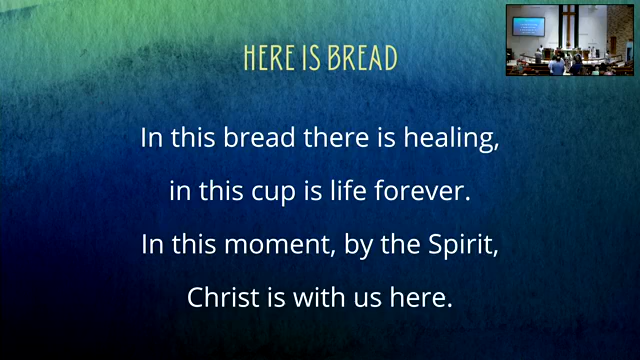 HERE IS BREAD
In this bread there is healing,
in this cup is life forever.
In this moment, by the Spirit,
Christ is with us here.